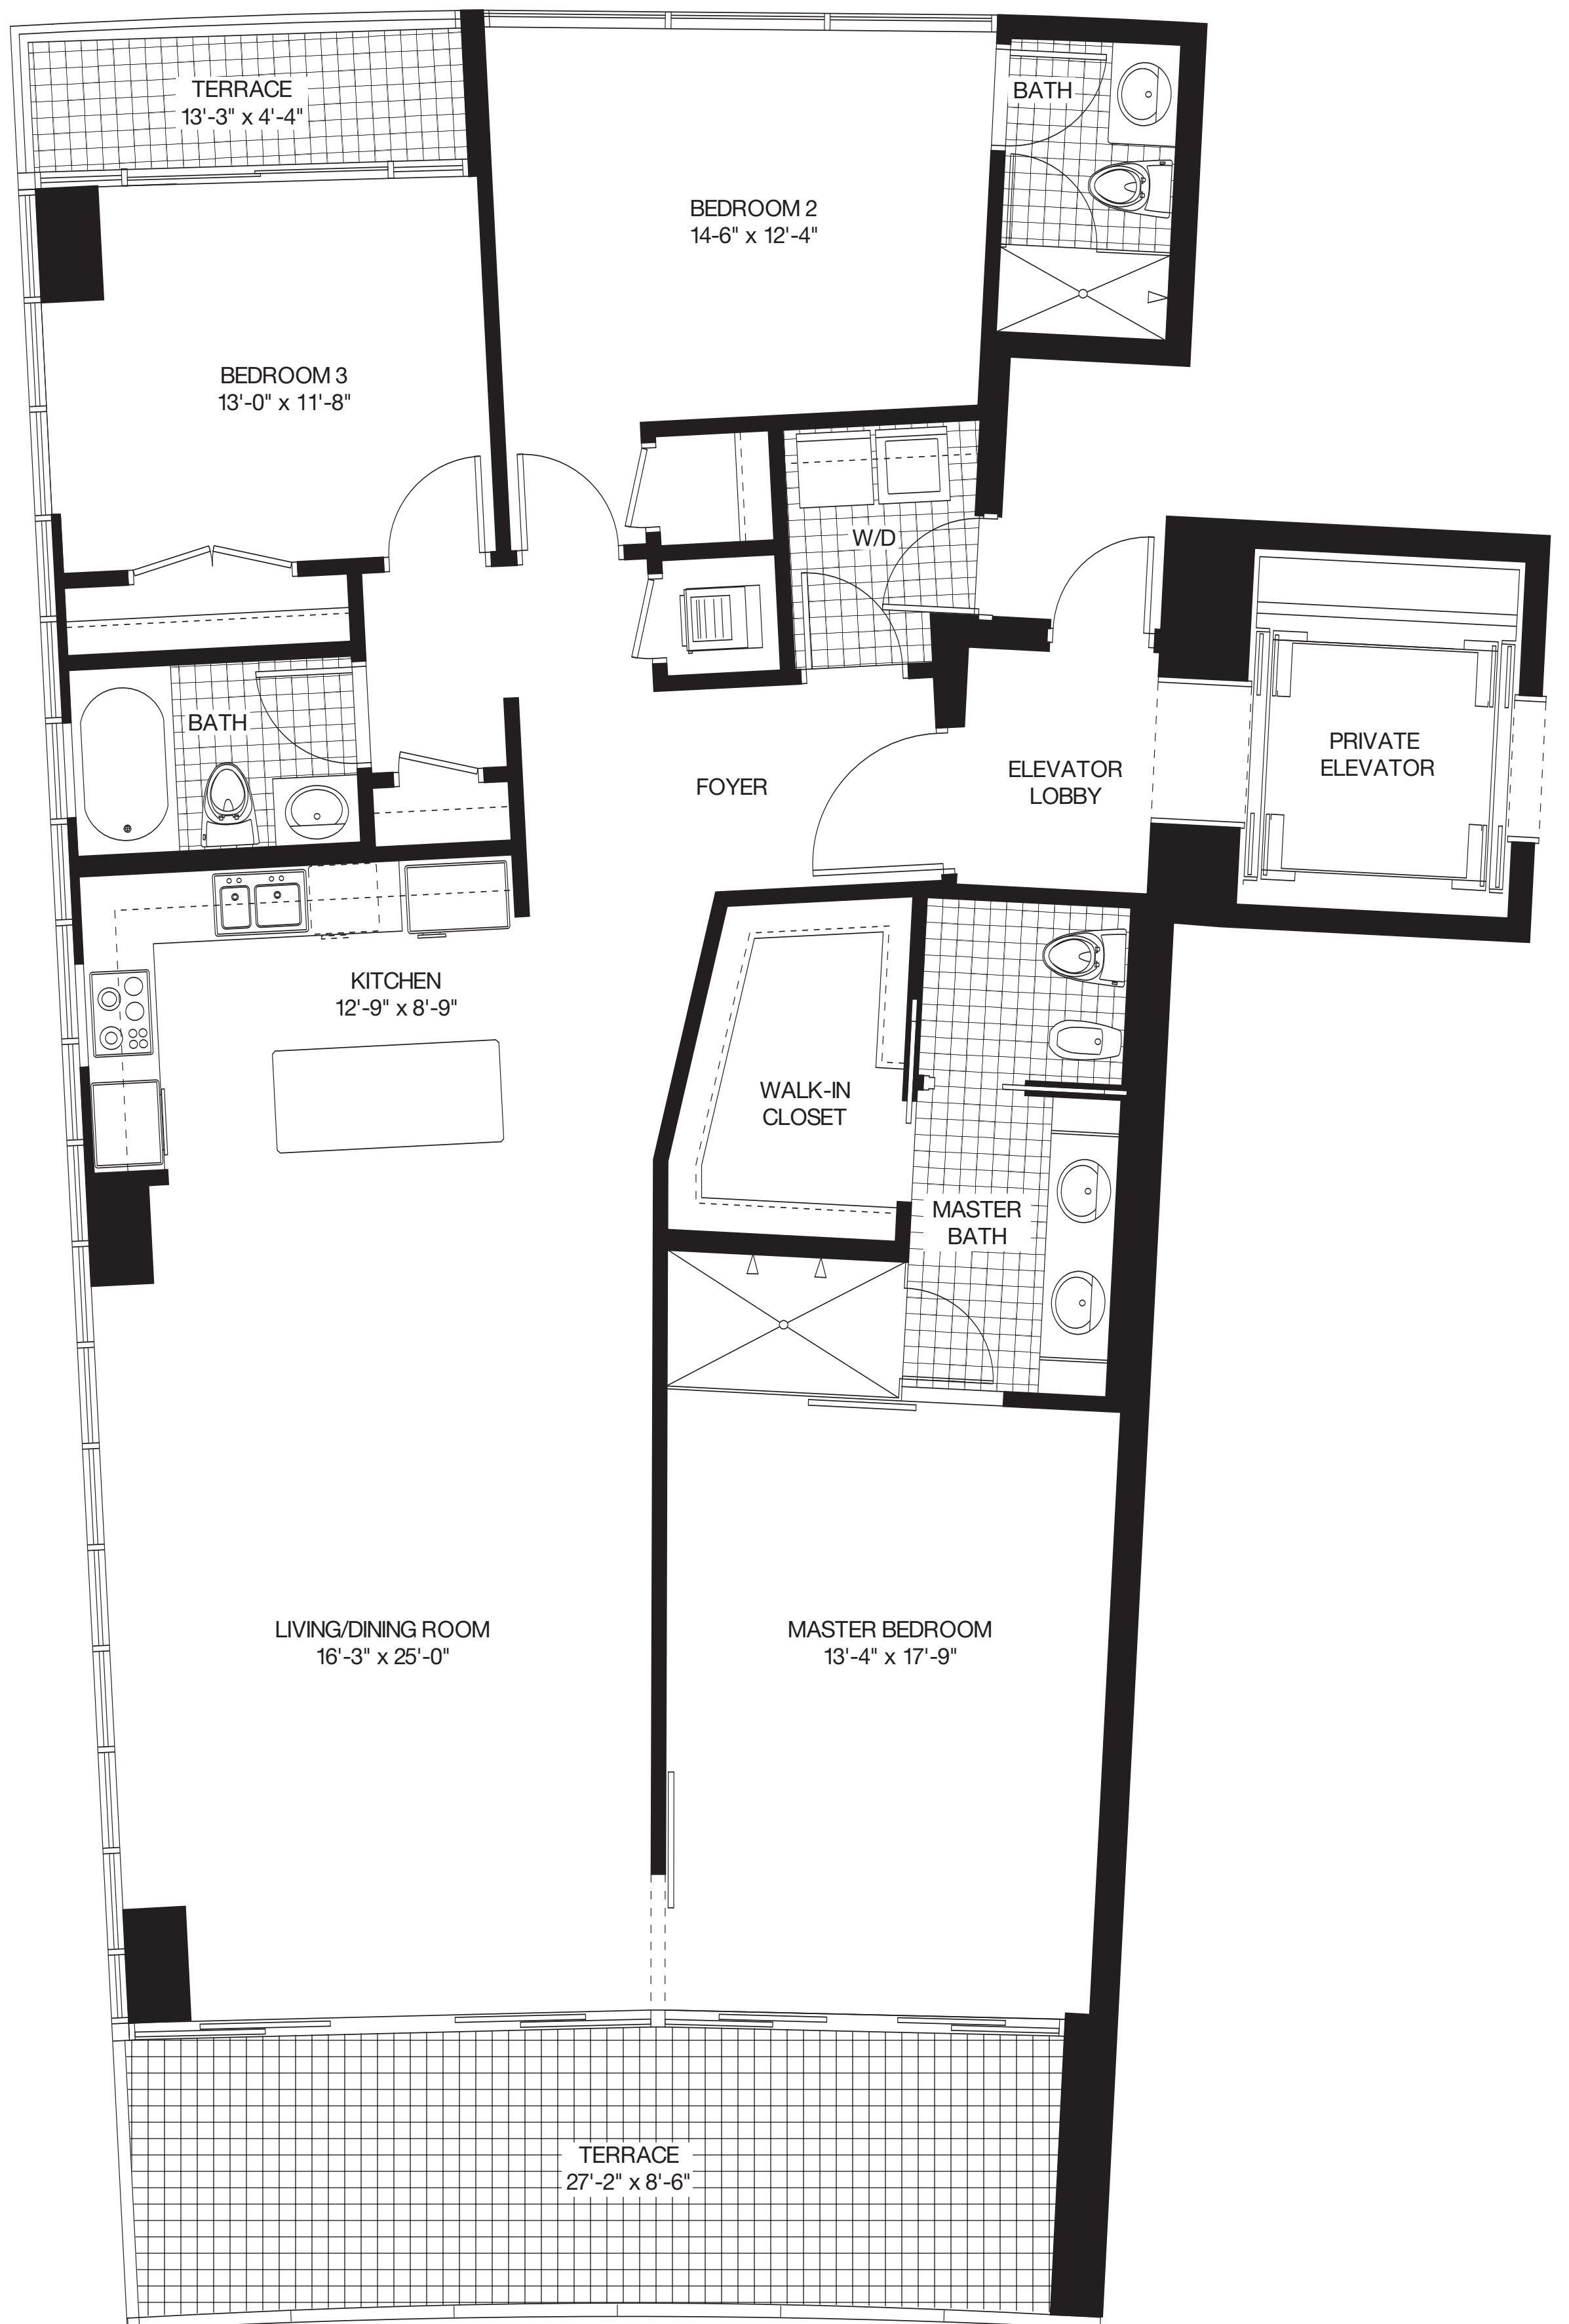 TERRACE
13'-3" x 4'-4"
BATH
BEDROOM 2
14-6" x 12'-4"
BEDROOM 3
13'-0" x 11'-8"
W/D
BATH
FOYER
ELEVATOR
LOBBY
PRIVATE
ELEVATOR
KITCHEN
12'-9" x 8'-9"
WALK-IN
CLOSET
MASTER
BATH
LIVING/DINING ROOM
16'-3" x 25'-0"
MASTER BEDROOM
13'-4" x 17'-9"
TERRACE
27'-2" x 8'-6"